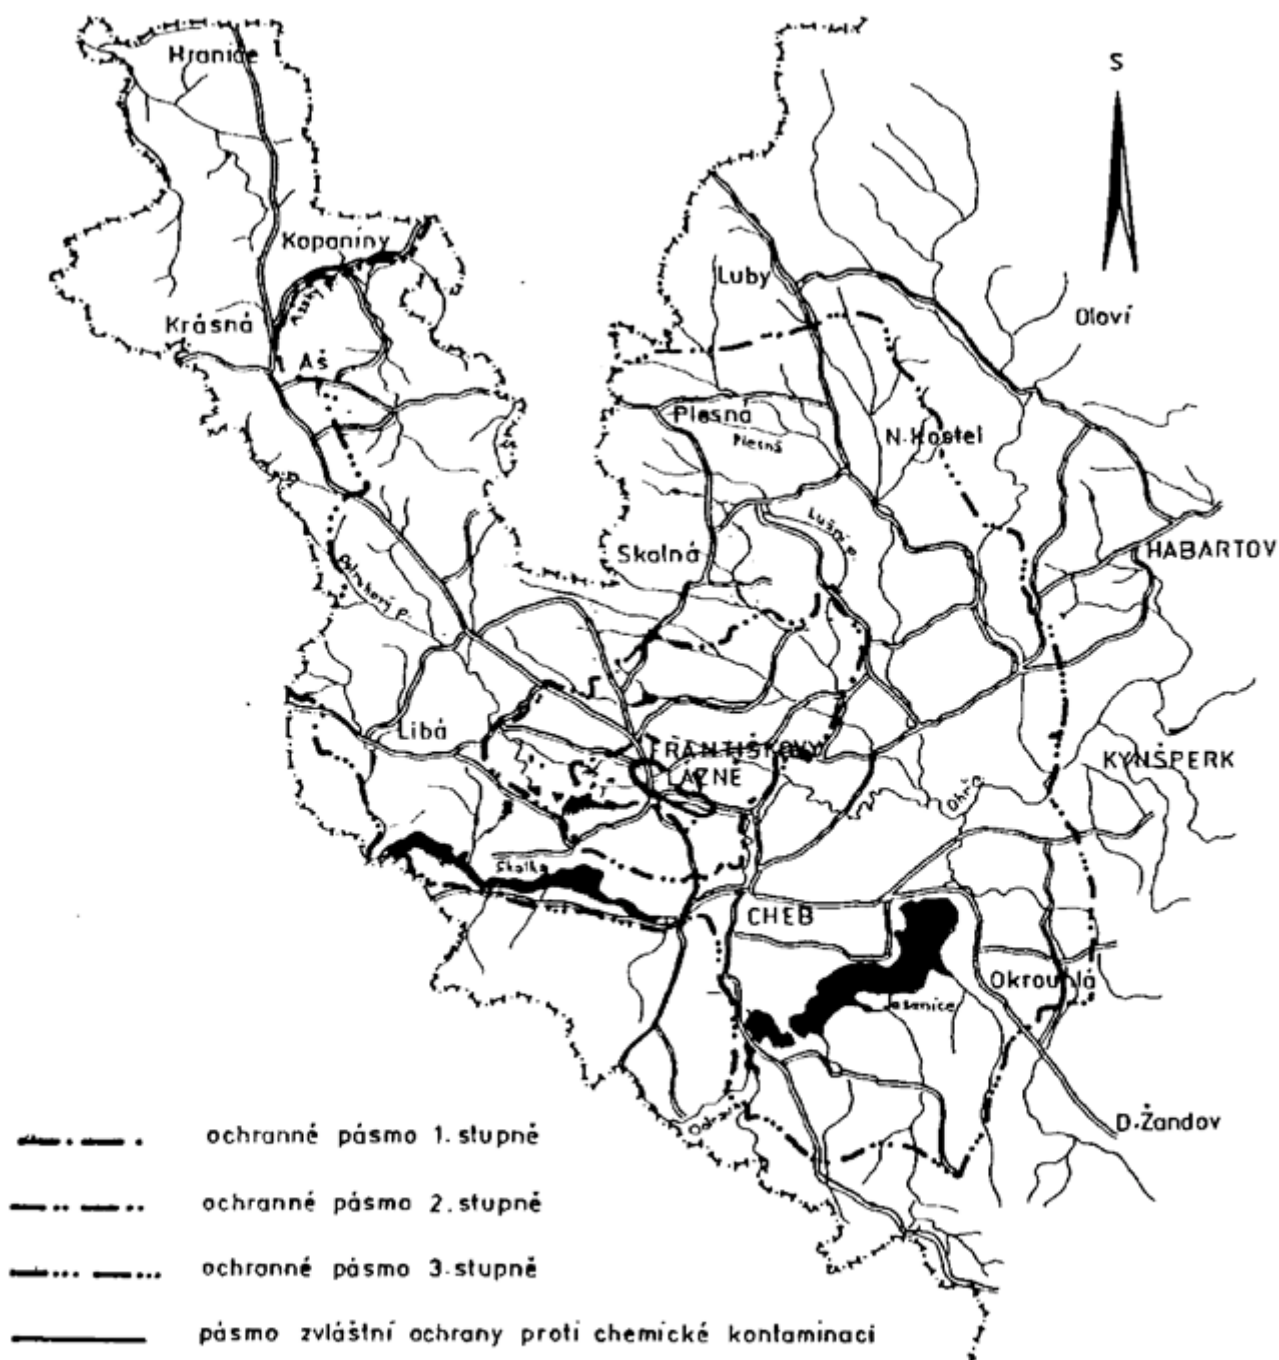 Hranice
S
Kopaniny
Luby
Oloví
Krásná
Aš
Plesná
Plesná
N. Kostel
Lužní p.
Skalná
HABARTOV
Libá
FRANTIŠKOVY
LÁZNĚ
KYNŠPERK
Ohře
Skalka
CHEB
Okrouhlá
Jesenice
D. Žandov
ochranné pásmo 1. stupně
ochranné pásmo 2. stupně
ochranné pásmo 3. stupně
pásmo zvláštní ochrany proti chemické kontaminaci